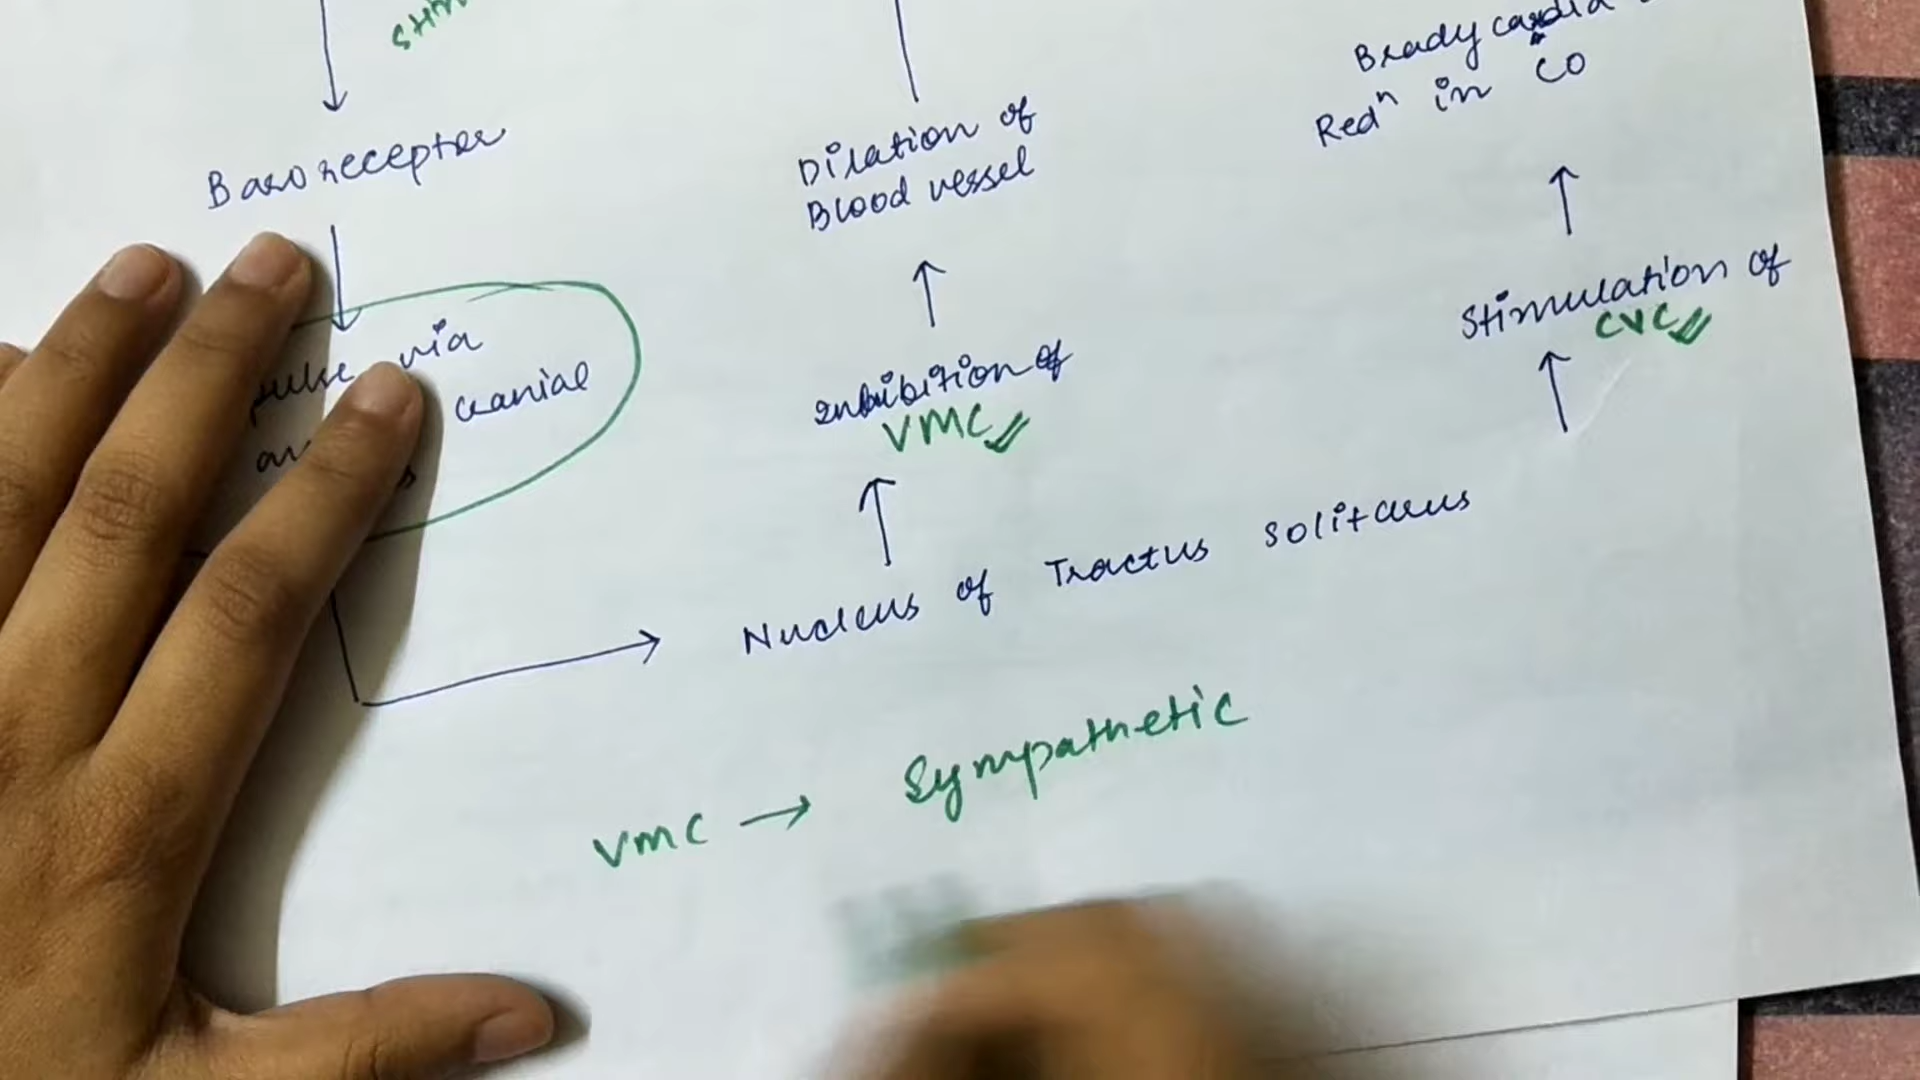 Baroreceptor
via
cranial
Dilation of
Blood vessel
Inhibition of
VMC
Bradycardia
Redn in CO
Stimulation of
CVC
Nucleus of Tractus Solitarius
VMC → Sympathetic